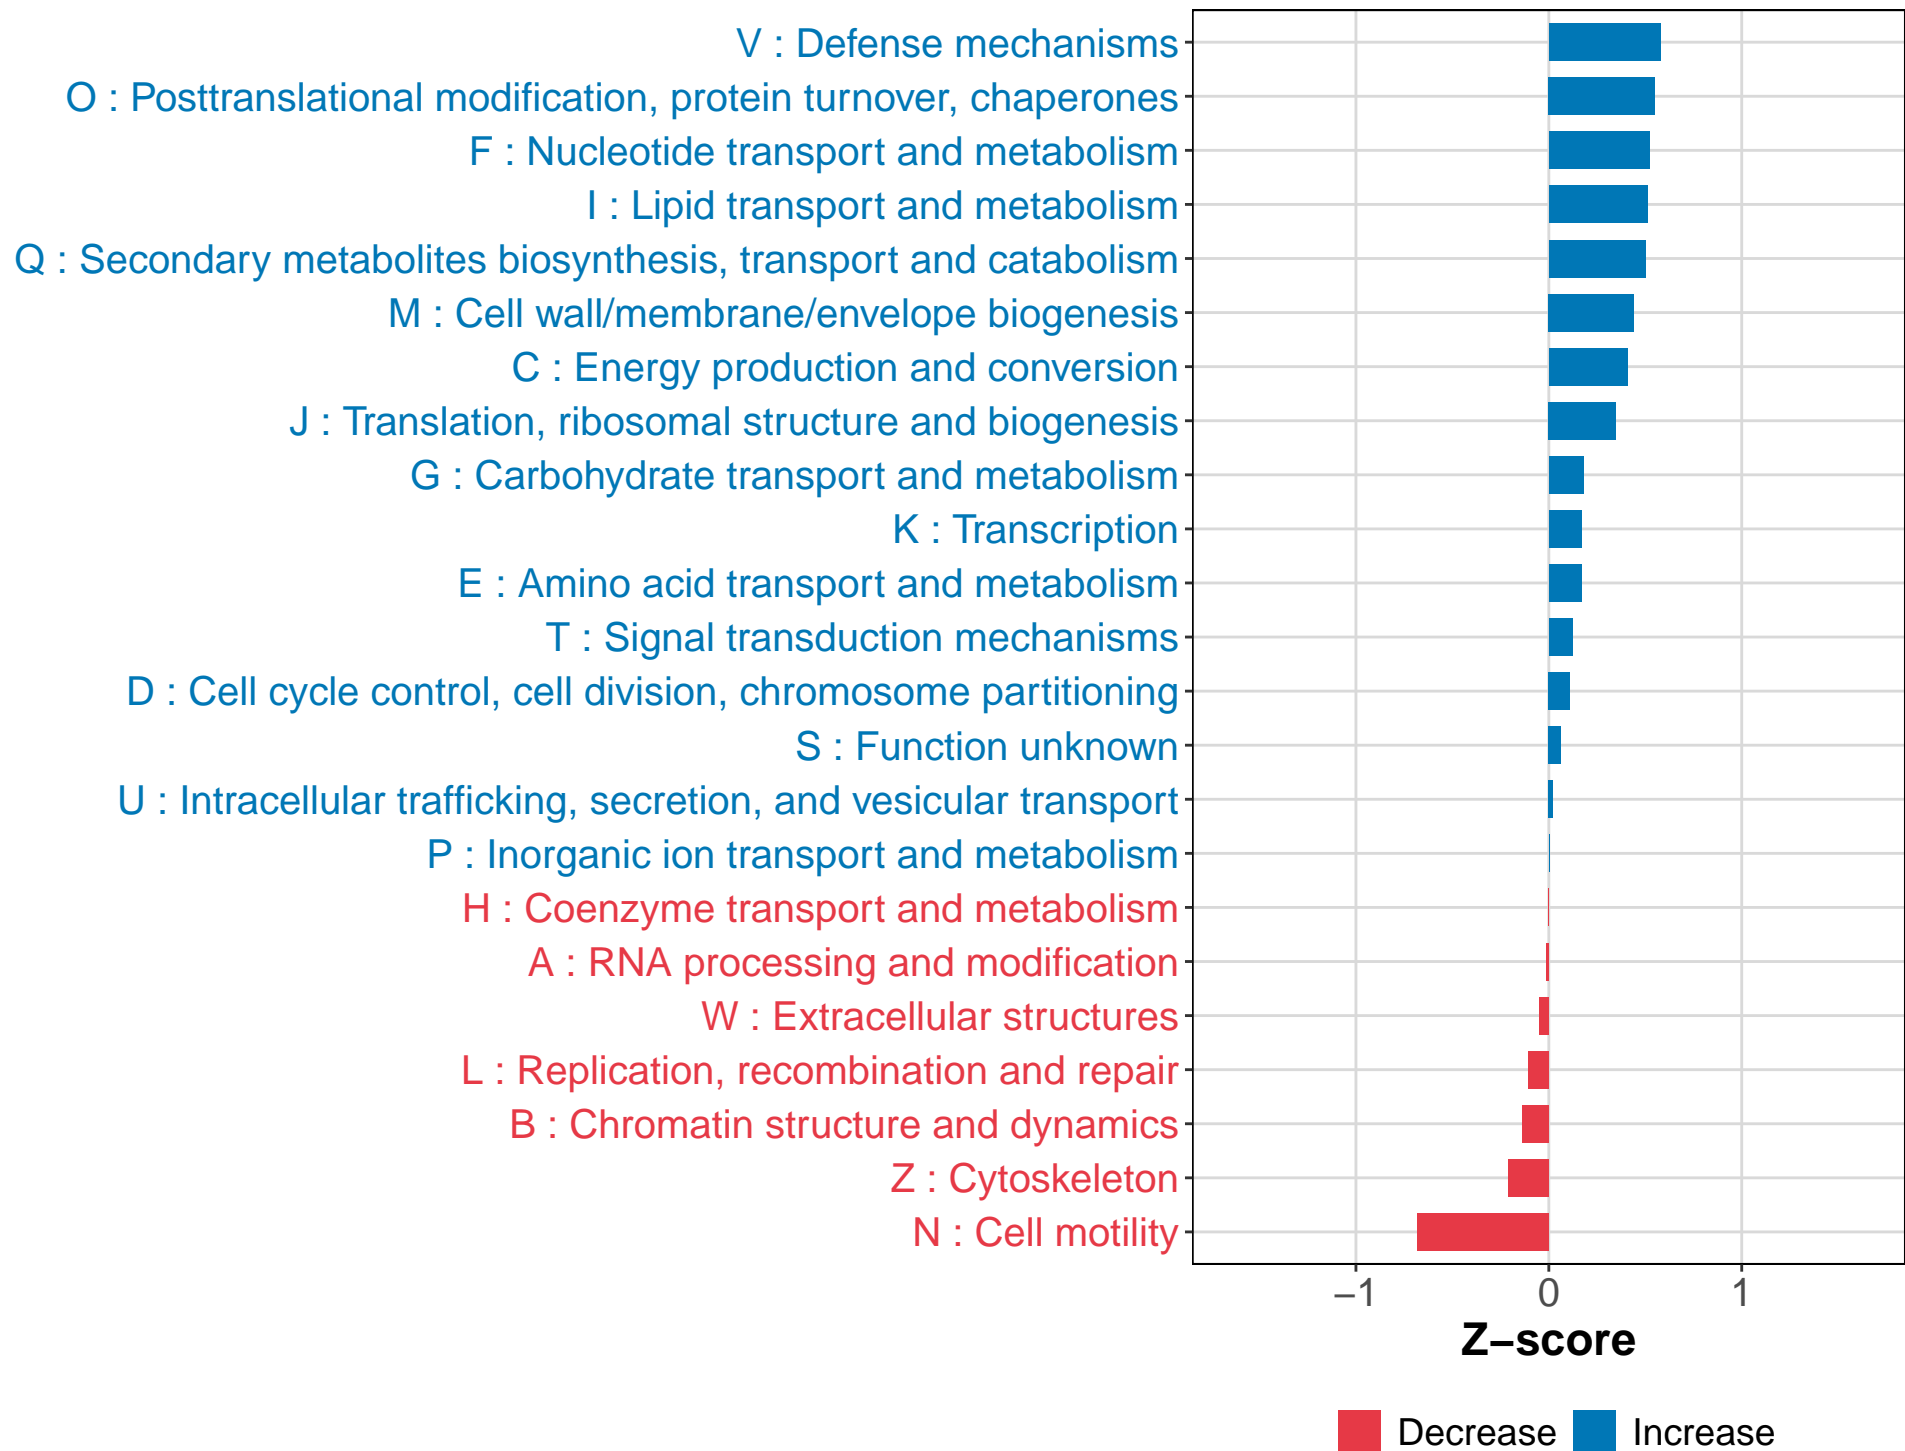 V : Defense mechanisms
O : Posttranslational modification, protein turnover, chaperones
F : Nucleotide transport and metabolism
I : Lipid transport and metabolism
Q : Secondary metabolites biosynthesis, transport and catabolism
M : Cell wall/membrane/envelope biogenesis
C : Energy production and conversion
J : Translation, ribosomal structure and biogenesis
G : Carbohydrate transport and metabolism
K : Transcription
E : Amino acid transport and metabolism
T : Signal transduction mechanisms
D : Cell cycle control, cell division, chromosome partitioning
S : Function unknown
U : Intracellular trafficking, secretion, and vesicular transport
P : Inorganic ion transport and metabolism
H : Coenzyme transport and metabolism
A : RNA processing and modification
W : Extracellular structures
L : Replication, recombination and repair
B : Chromatin structure and dynamics
Z : Cytoskeleton
N : Cell motility
−1 0 1
Z−score
Decrease Increase